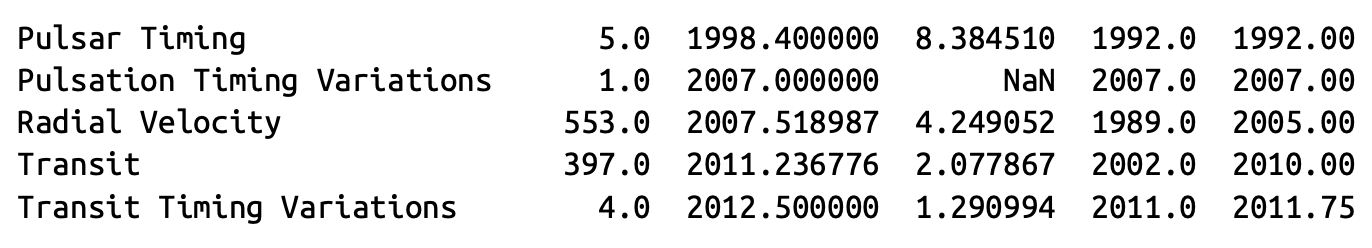 Pulsar Timing 5.0 1998.400000 8.384510 1992.0 1992.00
Pulsation Timing Variations 1.0 2007.000000 NaN 2007.0 2007.00
Radial Velocity 553.0 2007.518987 4.249052 1989.0 2005.00
Transit 397.0 2011.236776 2.077867 2002.0 2010.00
Transit Timing Variations 4.0 2012.500000 1.290994 2011.0 2011.75